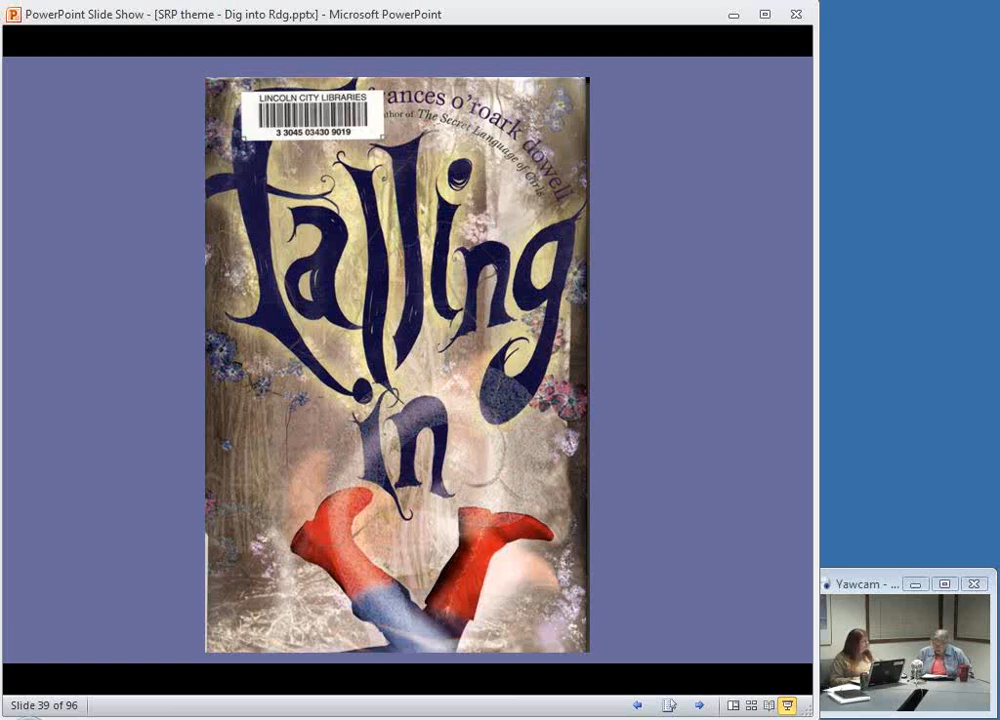 PowerPoint Slide Show - [SRP theme - Dig into Rdg.pptx] - Microsoft PowerPoint
LINCOLN CITY LIBRARIES
3 3045 03430 9019
frances o'roark dowell
The Secret Language of Girls
falling
in
Yawcam - ...
Slide 39 of 96